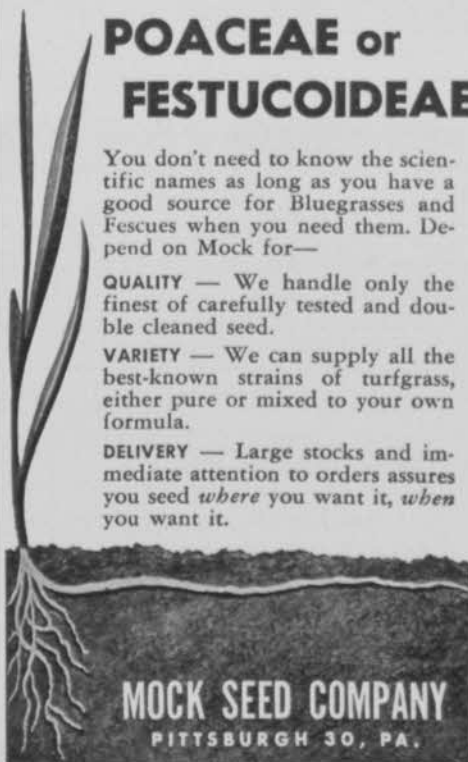 POACEAE or
FESTUCOIDEAE
You don't need to know the scien-
tific names as long as you have a
good source for Bluegrasses and
Fescues when you need them. De-
pend on Mock for—
QUALITY — We handle only the
finest of carefully tested and dou-
ble cleaned seed.
VARIETY — We can supply all the
best-known strains of turfgrass,
either pure or mixed to your own
formula.
DELIVERY — Large stocks and im-
mediate attention to orders assures
you seed where you want it, when
you want it.
MOCK SEED COMPANY
PITTSBURGH 30, PA.